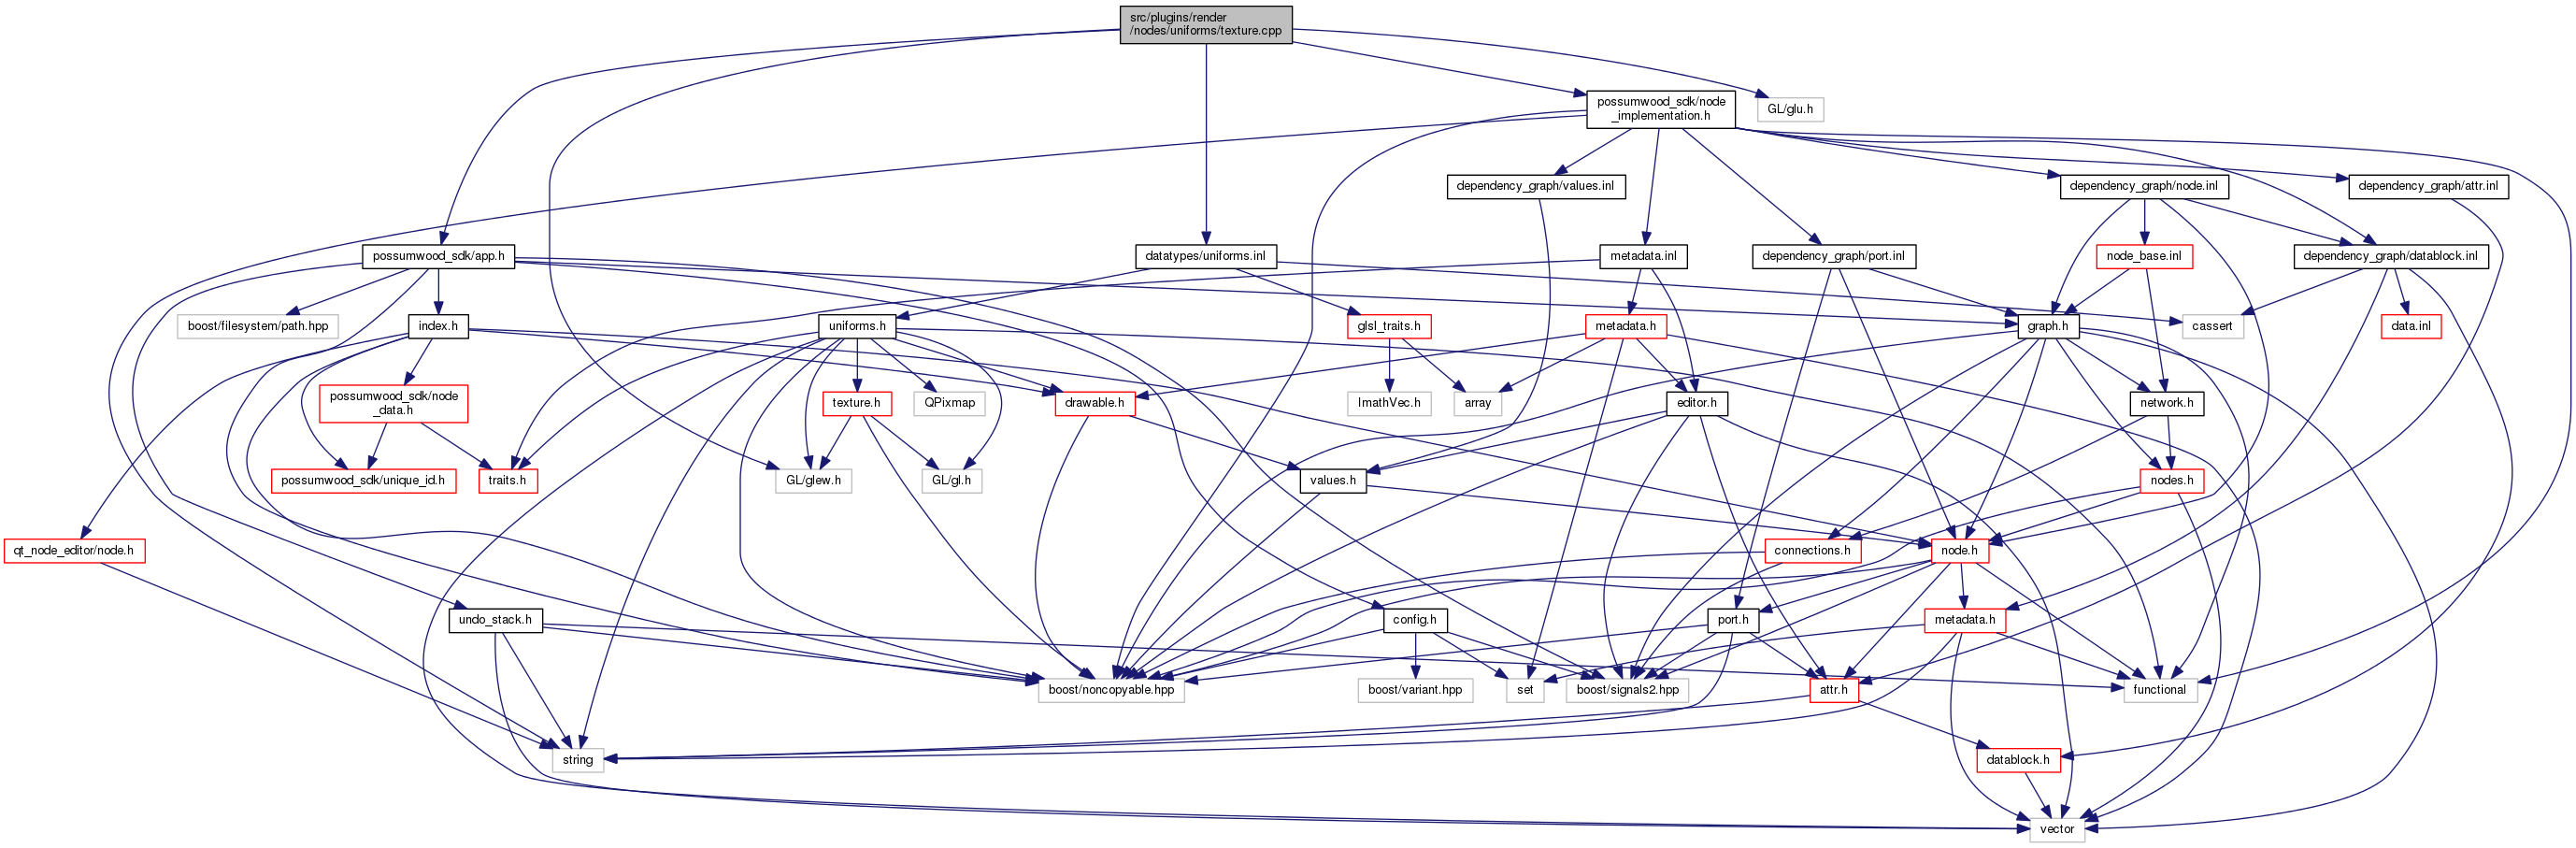 src/plugins/render
/nodes/uniforms/texture.cpp
possumwood_sdk/node
_implementation.h
GL/glu.h
dependency_graph/values.inl
dependency_graph/node.inl
dependency_graph/attr.inl
possumwood_sdk/app.h
datatypes/uniforms.inl
metadata.inl
dependency_graph/port.inl
node_base.inl
dependency_graph/datablock.inl
boost/filesystem/path.hpp
index.h
uniforms.h
glsl_traits.h
metadata.h
graph.h
cassert
data.inl
possumwood_sdk/node
_data.h
texture.h
QPixmap
drawable.h
ImathVec.h
array
editor.h
network.h
possumwood_sdk/unique_id.h
traits.h
GL/glew.h
GL/gl.h
values.h
nodes.h
qt_node_editor/node.h
connections.h
node.h
undo_stack.h
config.h
port.h
metadata.h
boost/noncopyable.hpp
boost/variant.hpp
set
boost/signals2.hpp
attr.h
functional
string
datablock.h
vector